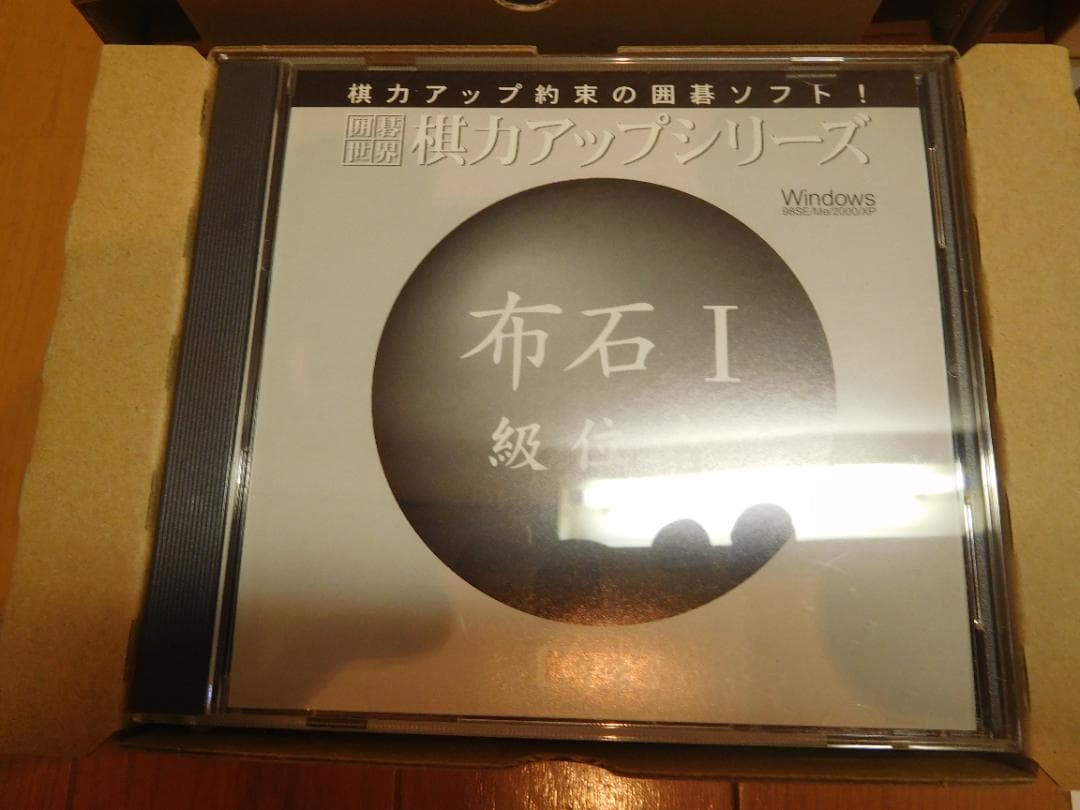 棋力アップ約束の囲碁ソフト!
囲碁世界 棋力アップシリーズ
Windows
98SE/Me/2000/XP
布石 I
級位